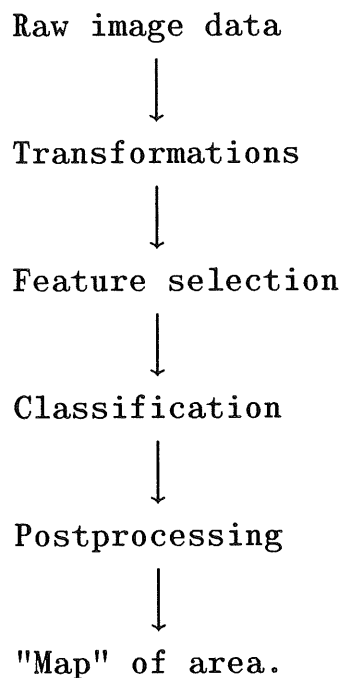 Raw image data
Transformations
Feature selection
Classification
Postprocessing
"Map" of area.